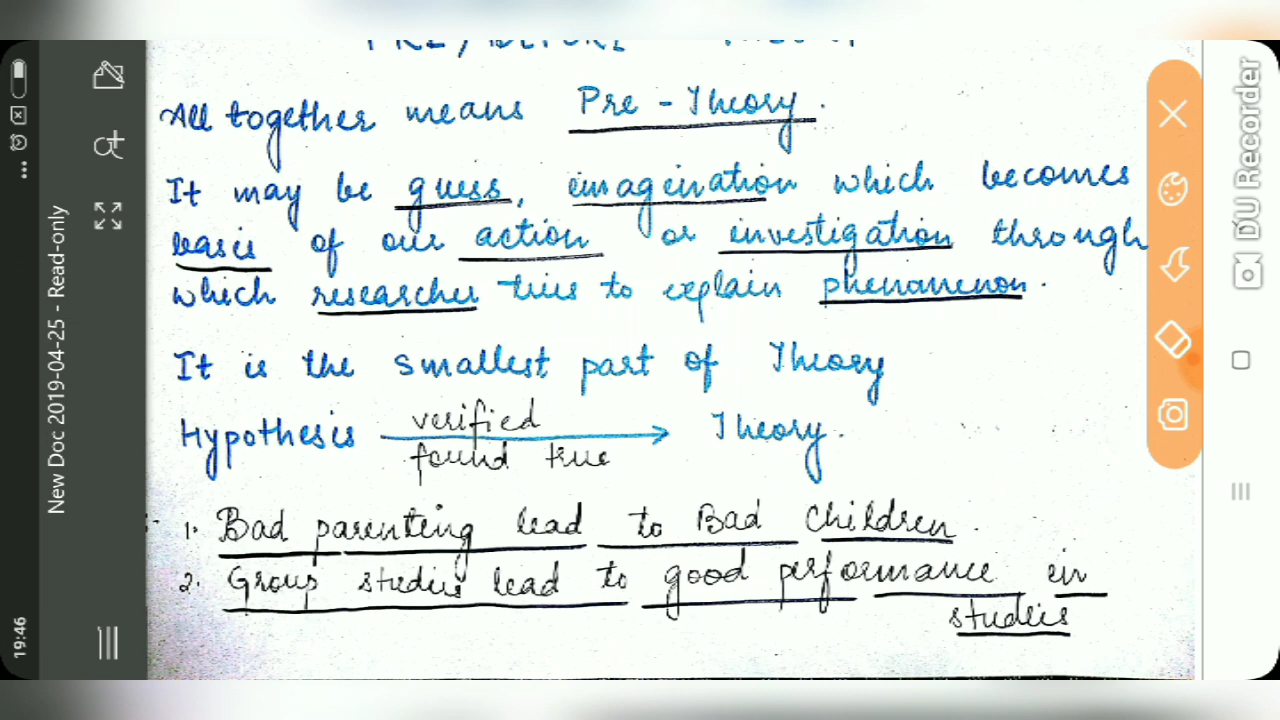 All together means Pre - Theory.
It may be guess, imagination which becomes
basis of our action or investigation through
which researcher tries to explain phenomenon.
It is the smallest part of Theory
Hypothesis verified found true → Theory.
1. Bad parenting lead to Bad Children.
2. Group studies lead to good performance in
studies
New Doc 2019-04-25 - Read-only
19:46
DU Recorder